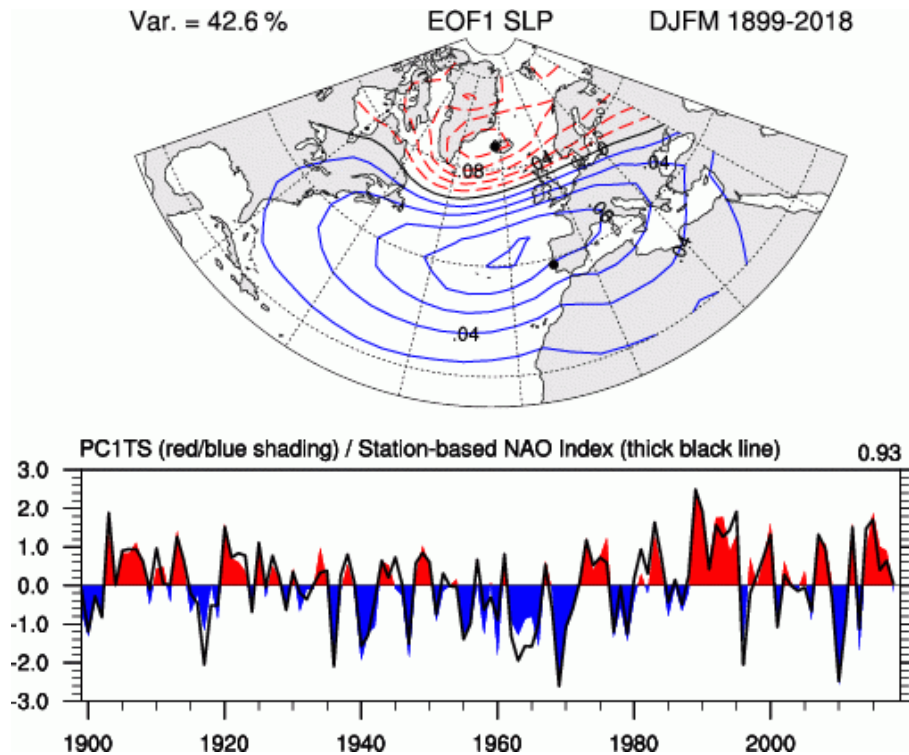 Var. = 42.6 % EOF1 SLP DJFM 1899-2018
.08 .04 .04
.08
.04
.04
PC1TS (red/blue shading) / Station-based NAO Index (thick black line) 0.93
3.0
2.0
1.0
0.0
-1.0
-2.0
-3.0
1900 1920 1940 1960 1980 2000